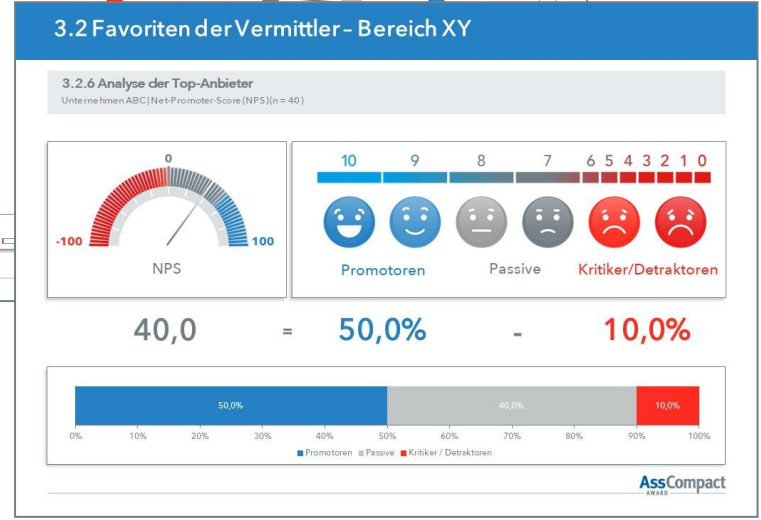 3.2 Favoriten der Vermittler – Bereich XY
3.2.6 Analyse der Top-Anbieter
Unternehmen ABC | Net-Promoter-Score (NPS) (n = 40)
0
-100
100
NPS
10 9 8 7 6 5 4 3 2 1 0
Promotoren Passive Kritiker/Detraktoren
40,0 = 50,0% - 10,0%
50,0% 40,0% 10,0%
0% 10% 20% 30% 40% 50% 60% 70% 80% 90% 100%
Promotoren Passive Kritiker / Detraktoren
AssCompact
AWARD